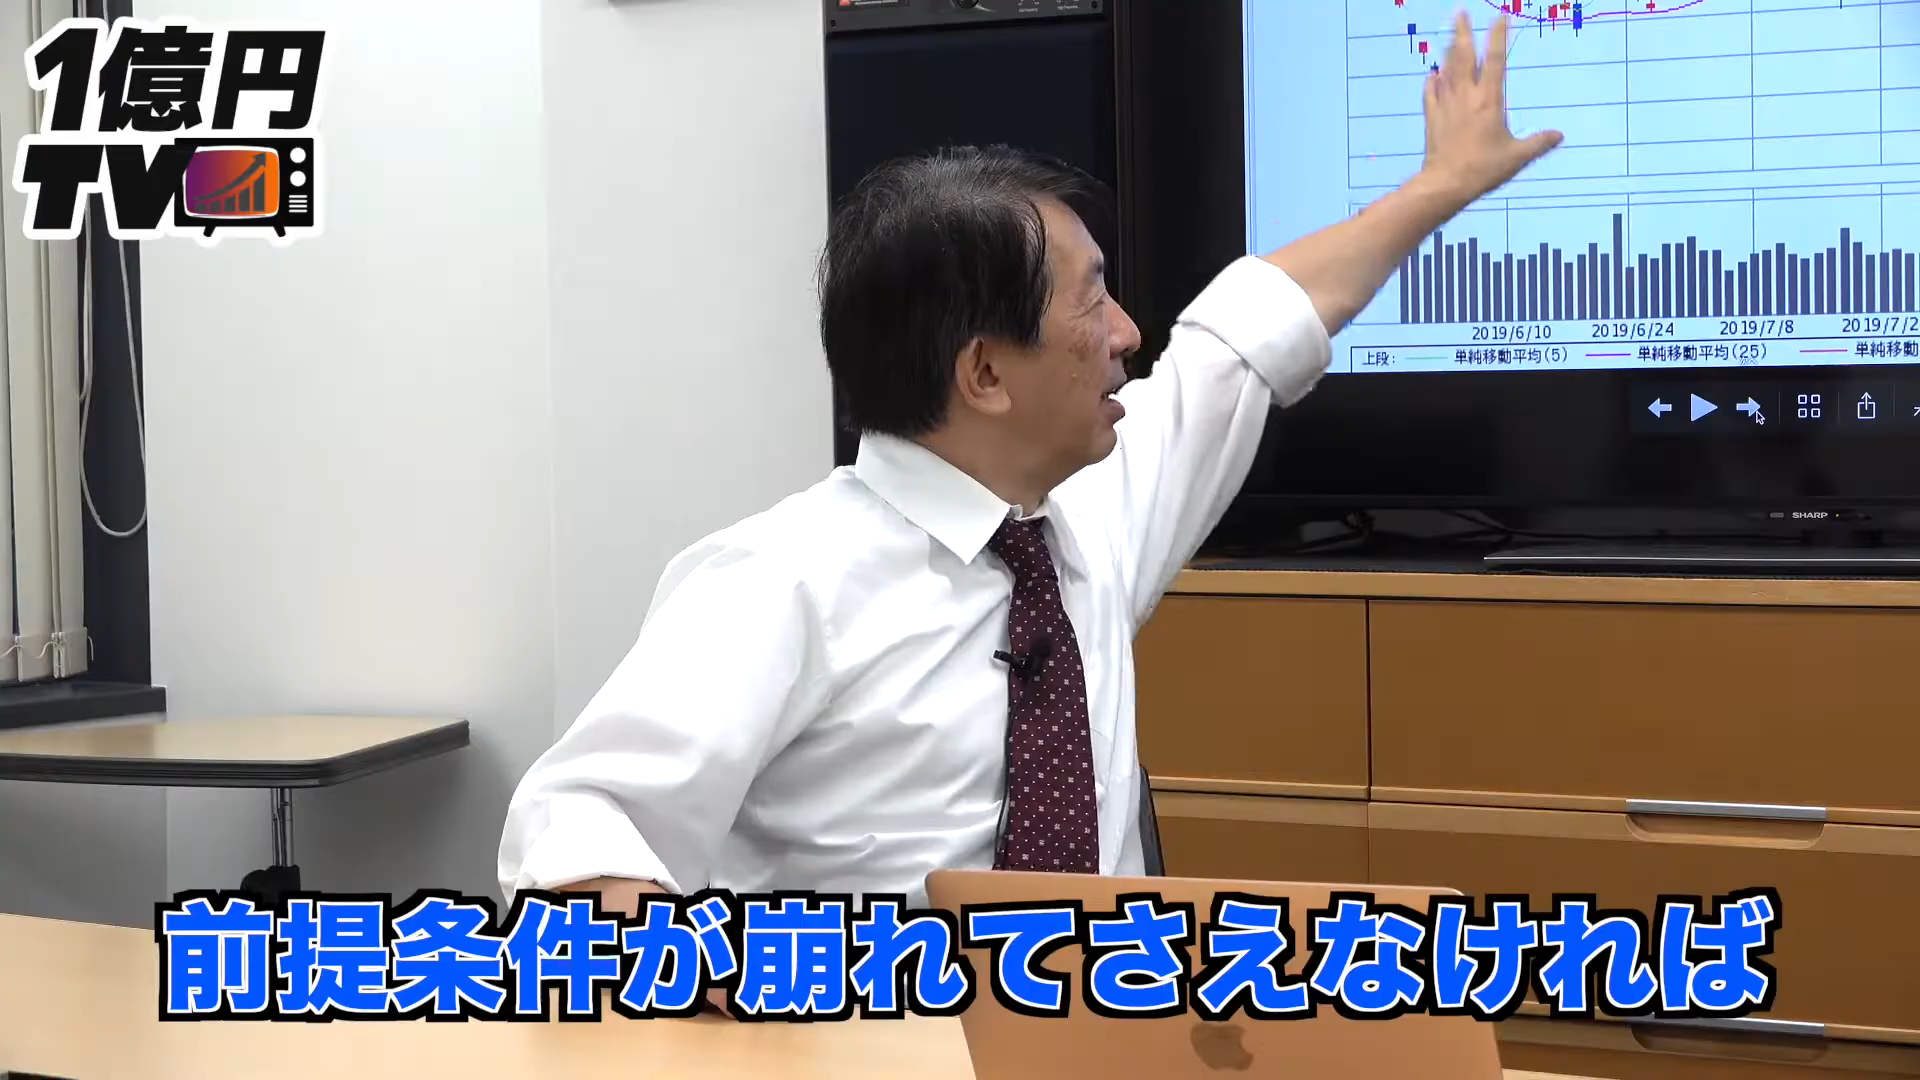 1億円
TV
2019/6/10 2019/6/24 2019/7/8 2019/7/2
上段: 単純移動平均(5) 単純移動平均(25) 単純移動
SHARP
前提条件が崩れてさえなければ